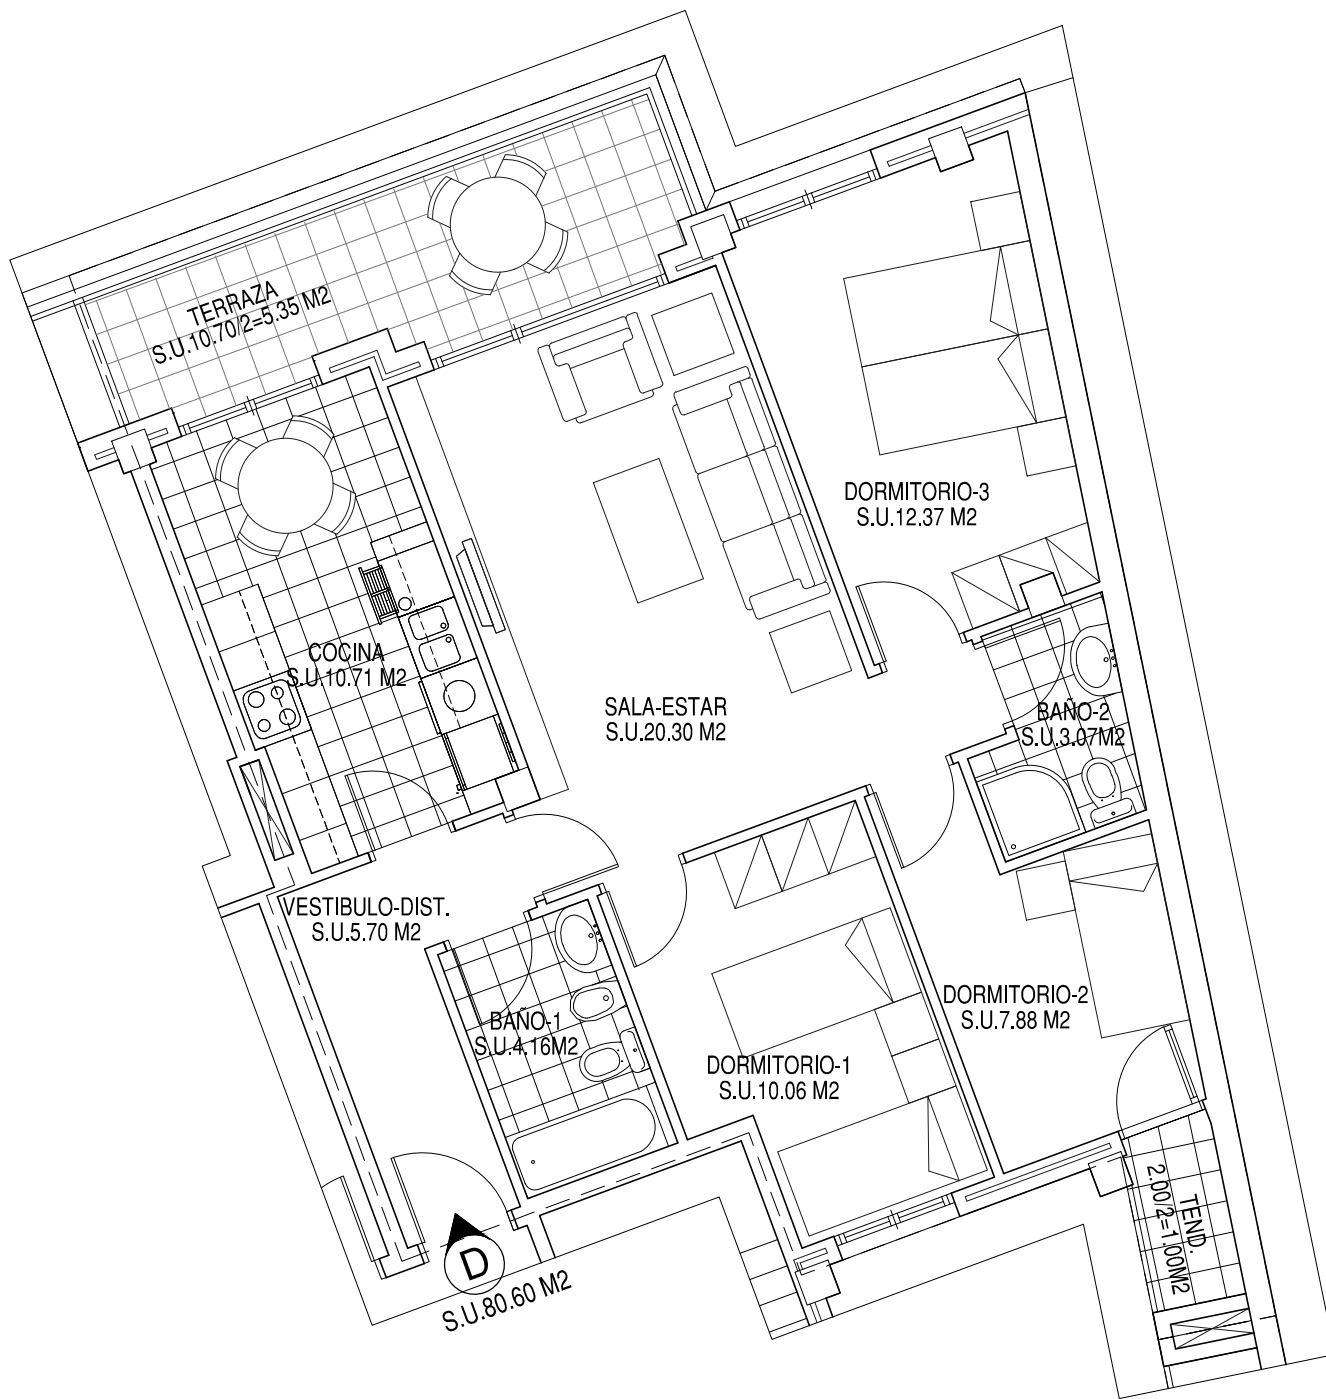 TERRAZA
S.U.10.70/2=5.35 M2
DORMITORIO-3
S.U.12.37 M2
COCINA
S.U.10.71 M2
SALA-ESTAR
S.U.20.30 M2
BAÑO-2
S.U.3.07M2
VESTIBULO-DIST.
S.U.5.70 M2
BAÑO-1
S.U.4.16M2
DORMITORIO-2
S.U.7.88 M2
DORMITORIO-1
S.U.10.06 M2
TEND.
2.00/2=1.00M2
D
S.U.80.60 M2